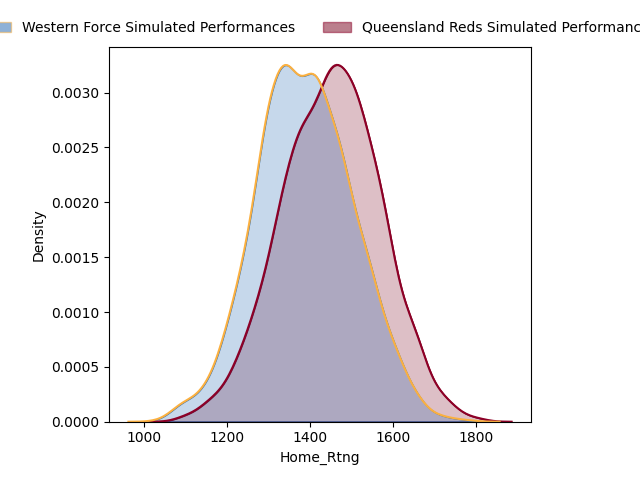 Western Force Simulated Performances Queensland Reds Simulated Performanc
0.0030
0.0025
0.0020
0.0015
0.0010
0.0005
0.0000
Density
1000 1200 1400 1600 1800
Home_Rtng